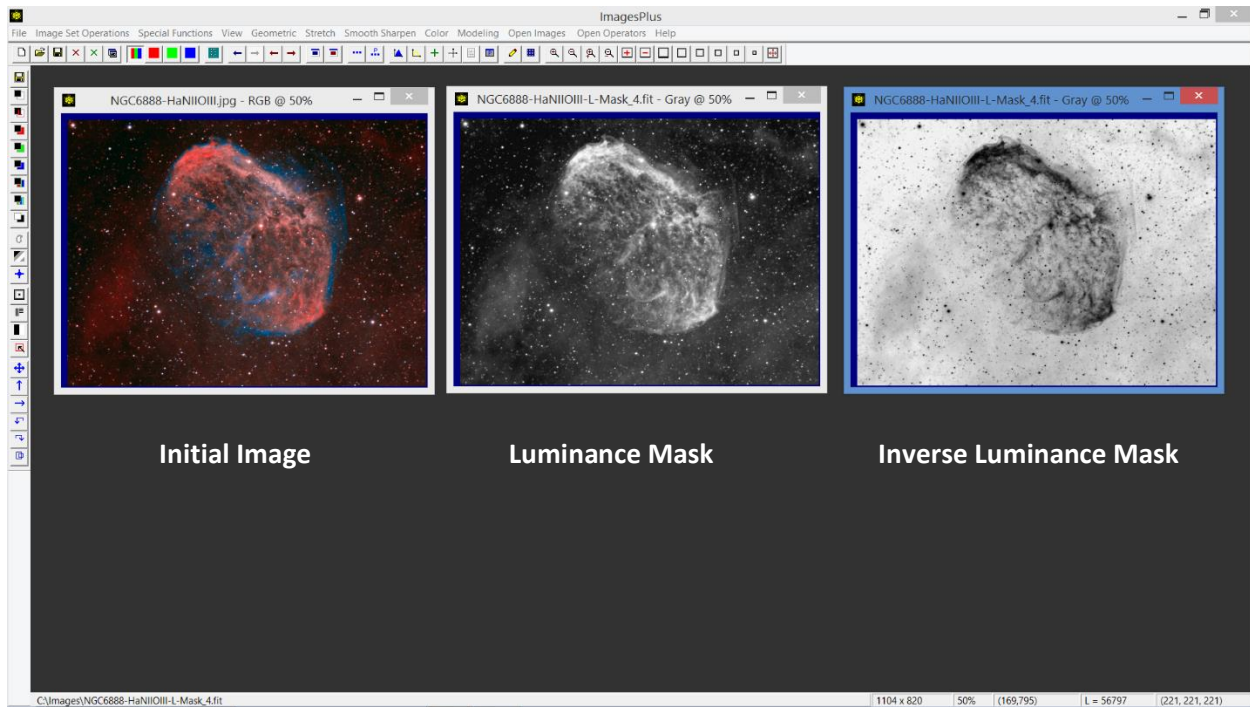 ImagesPlus
File Image Set Operations Special Functions View Geometric Stretch Smooth Sharpen Color Modeling Open Images Open Operators Help
NGC6888-HaNIIOIII.jpg - RGB @ 50%
NGC6888-HaNIIOIII-L-Mask_4.fit - Gray @ 50%
NGC6888-HaNIIOIII-L-Mask_4.fit - Gray @ 50%
Initial Image
Luminance Mask
Inverse Luminance Mask
C:\Images\NGC6888-HaNIIOIII-L-Mask_4.fit
1104 x 820
50%
(169,795)
L = 56797
(221, 221, 221)